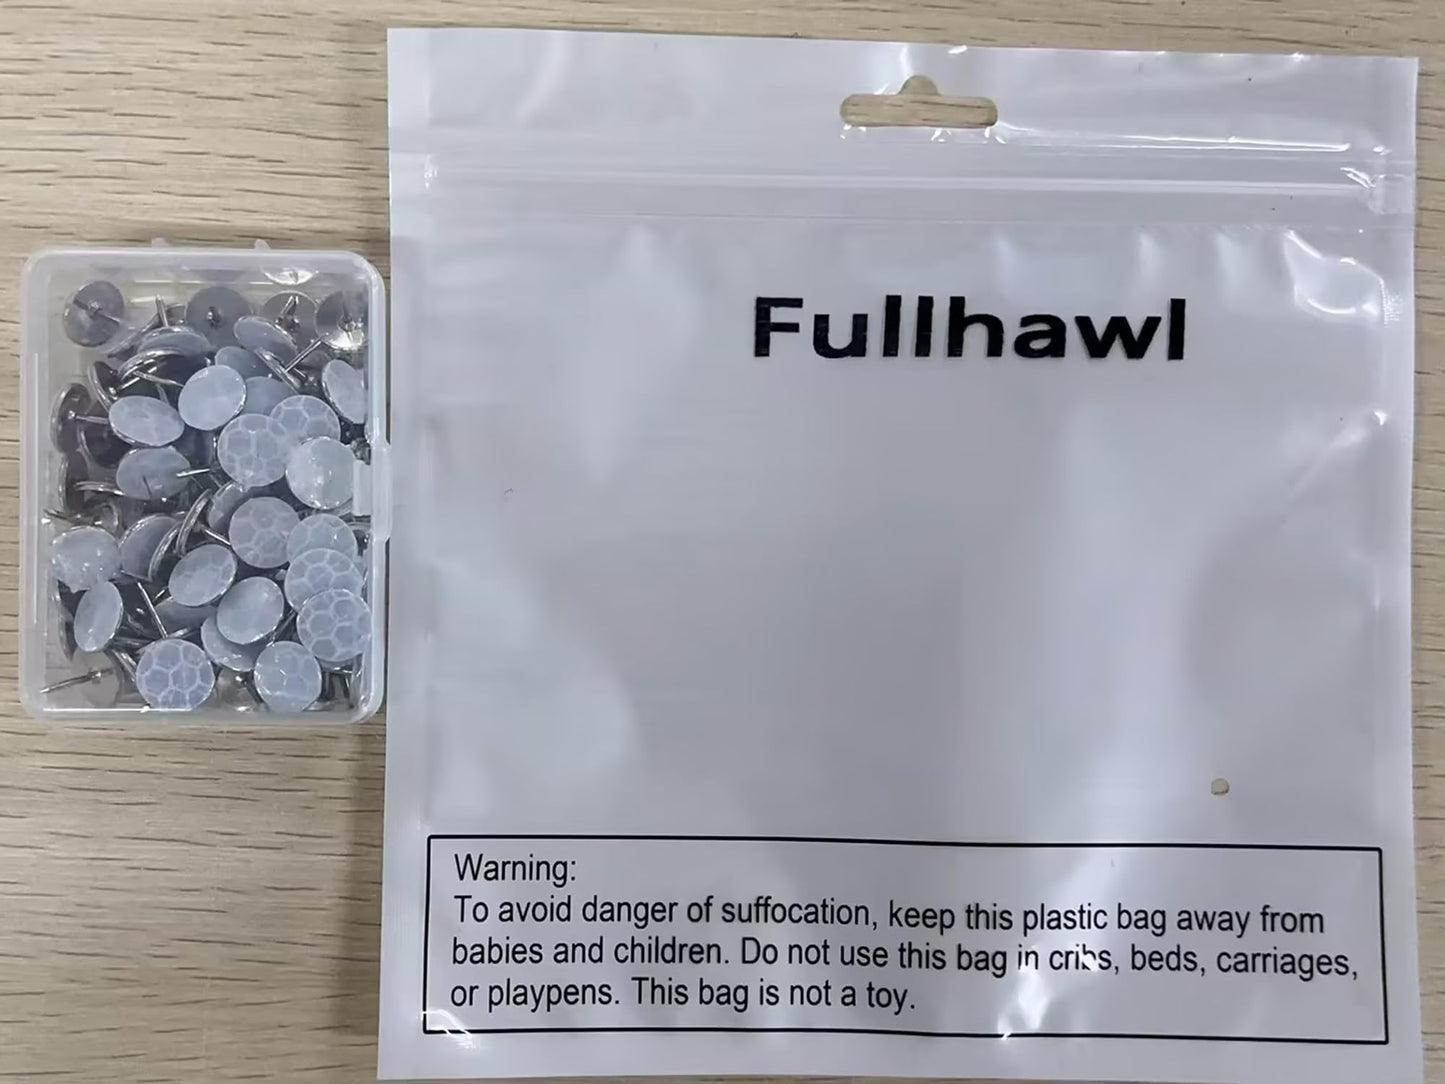 Fullhawl
Warning:
To avoid danger of suffocation, keep this plastic bag away from
babies and children. Do not use this bag in cribs, beds, carriages,
or playpens. This bag is not a toy.